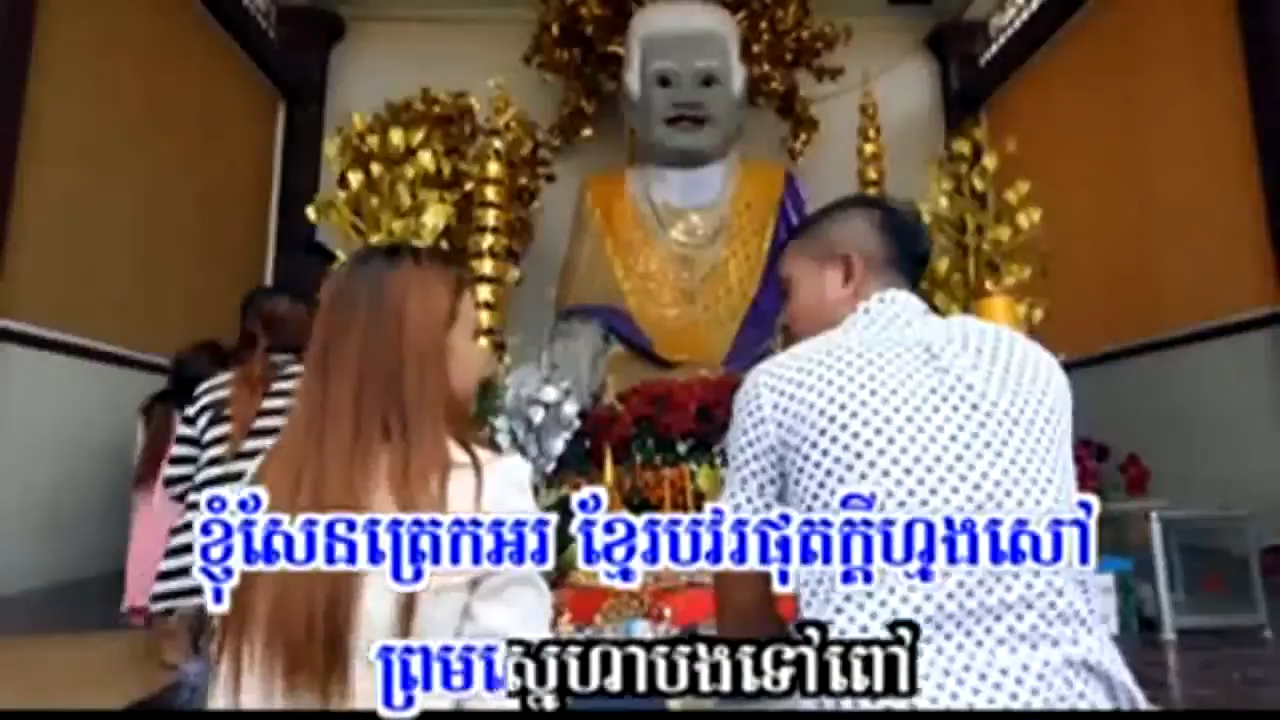 ខ្ញុំសែនត្រេកអរ ខ្មែរបវរផុតក្ដីហ្មងសៅ
ព្រមស្នេហាបងទៅពៅ